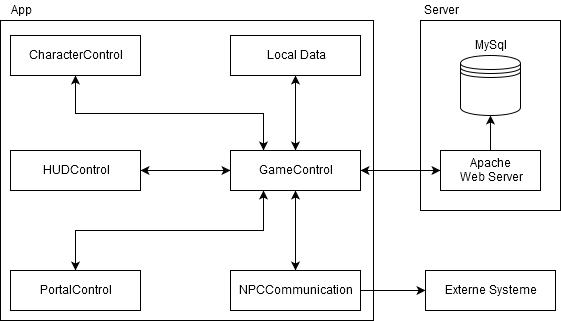 App
Server
CharacterControl
Local Data
MySql
HUDControl
GameControl
Apache
Web Server
PortalControl
NPCCommunication
Externe Systeme